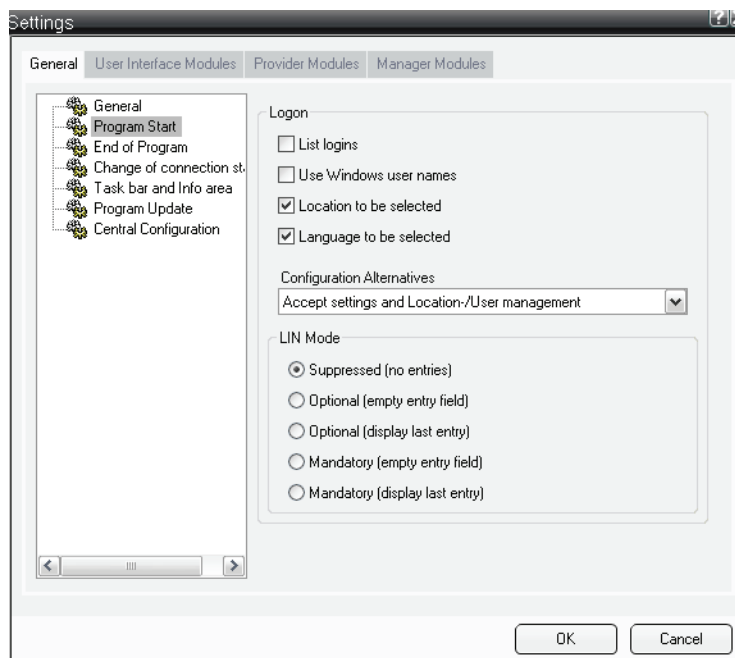 Settings
General User Interface Modules Provider Modules Manager Modules
General
Program Start
End of Program
Change of connection st
Task bar and Info area
Program Update
Central Configuration
Logon
List logins
Use Windows user names
Location to be selected
Language to be selected
Configuration Alternatives
Accept settings and Location-/User management
LIN Mode
Suppressed (no entries)
Optional (empty entry field)
Optional (display last entry)
Mandatory (empty entry field)
Mandatory (display last entry)
OK Cancel